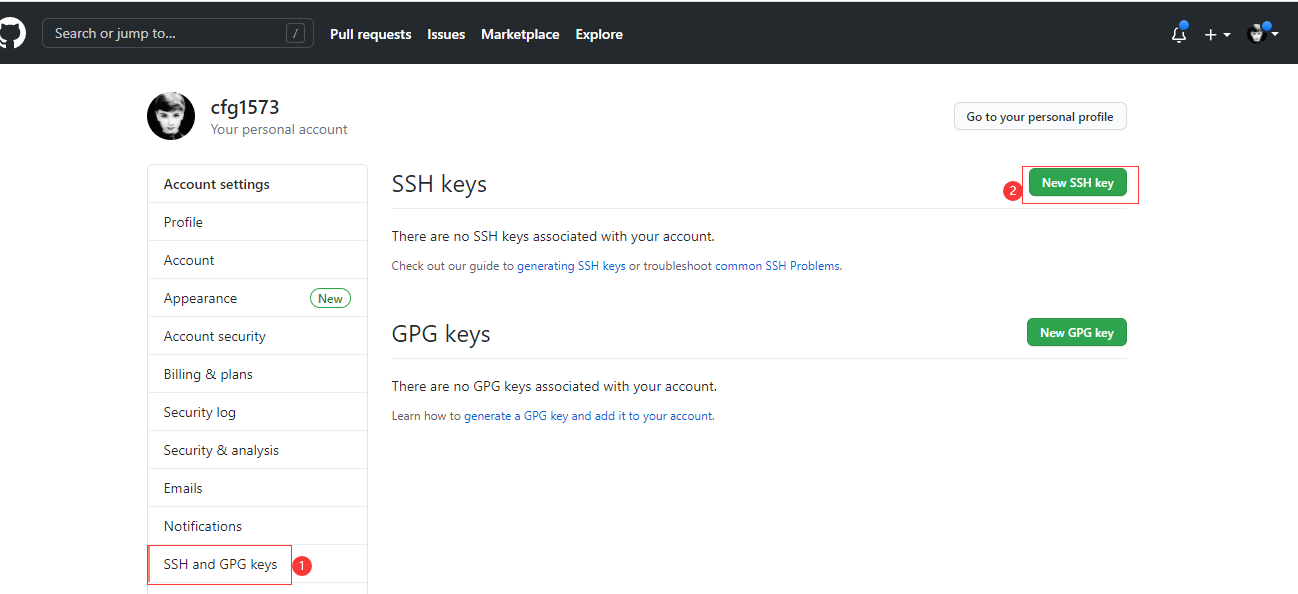 Search or jump to... /
Pull requests Issues Marketplace Explore
cfg1573
Your personal account
Go to your personal profile
Account settings
Profile
Account
Appearance New
Account security
Billing & plans
Security log
Security & analysis
Emails
Notifications
SSH and GPG keys 1
SSH keys
2 New SSH key
There are no SSH keys associated with your account.
Check out our guide to generating SSH keys or troubleshoot common SSH Problems.
GPG keys
New GPG key
There are no GPG keys associated with your account.
Learn how to generate a GPG key and add it to your account.